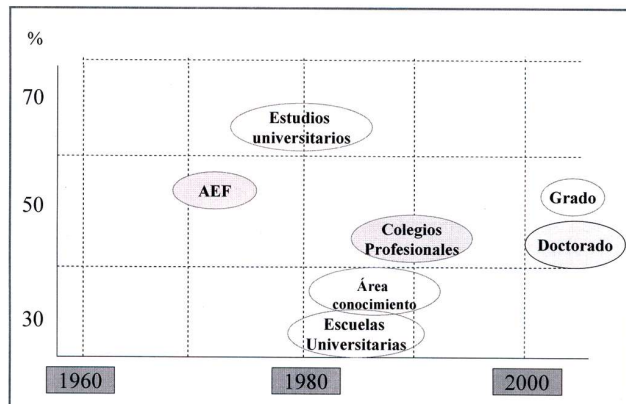 %
70
Estudios
universitarios
AEF
50
Grado
Colegios
Profesionales
Doctorado
Área
conocimiento
30
Escuelas
Universitarias
1960
1980
2000